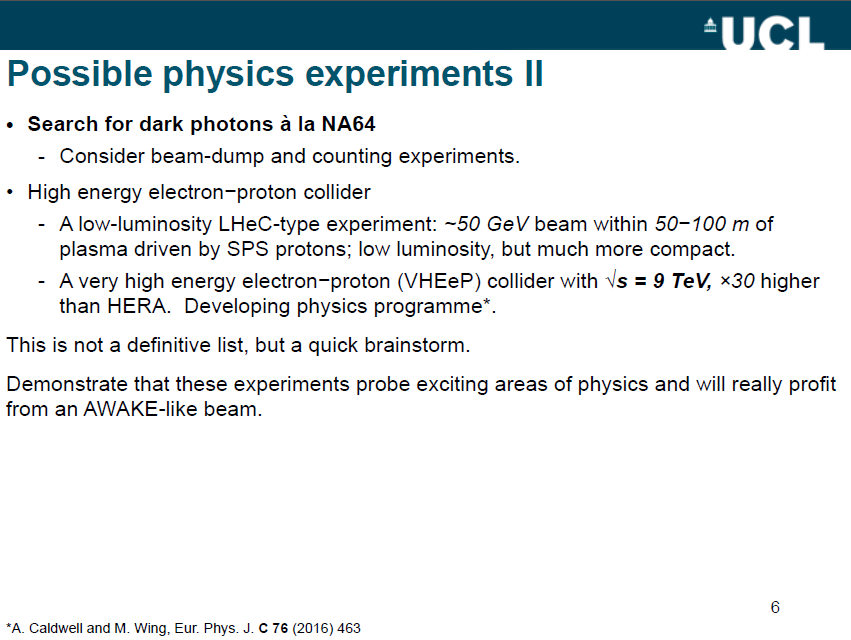 UCL
Possible physics experiments II
• Search for dark photons à la NA64
- Consider beam-dump and counting experiments.
• High energy electron−proton collider
- A low-luminosity LHeC-type experiment: ~50 GeV beam within 50−100 m of
plasma driven by SPS protons; low luminosity, but much more compact.
- A very high energy electron−proton (VHEeP) collider with √s = 9 TeV, ×30 higher
than HERA. Developing physics programme*.
This is not a definitive list, but a quick brainstorm.
Demonstrate that these experiments probe exciting areas of physics and will really profit
from an AWAKE-like beam.
6
*A. Caldwell and M. Wing, Eur. Phys. J. C 76 (2016) 463